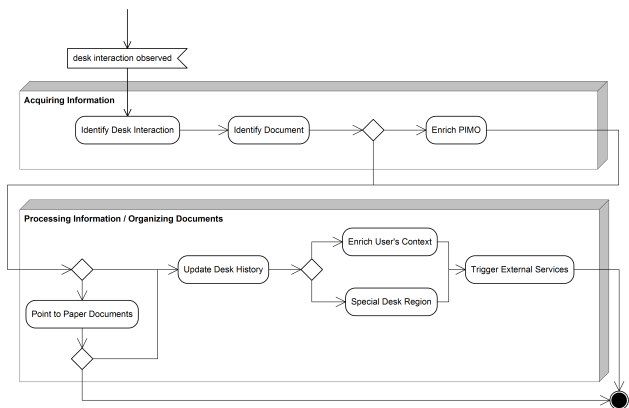 desk interaction observed
Acquiring Information
Identify Desk Interaction
Identify Document
Enrich PIMO
Processing Information / Organizing Documents
Enrich User's Context
Update Desk History
Trigger External Services
Special Desk Region
Point to Paper Documents